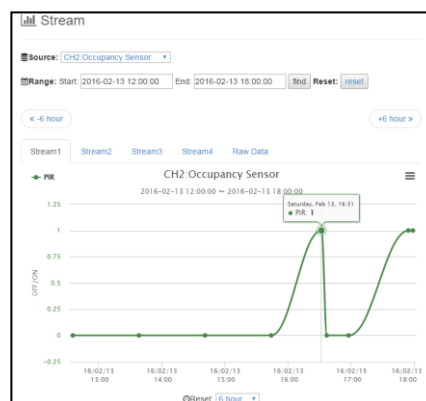 Stream
Source: CH2:Occupancy Sensor
Range: Start: 2016-02-13 12:00:00 End: 2016-02-13 18:00:00 find Reset: reset
« -6 hour +6 hour »
Stream1 Stream2 Stream3 Stream4 Raw Data
PIR CH2:Occupancy Sensor
2016-02-13 12:00:00 ~ 2016-02-13 18:00:00
Saturday, Feb 13, 16:31
PIR: 1
1.25
1
0.75
0.5
0.25
0
-0.25
OFF/ON
16/02/13 16/02/13 16/02/13 16/02/13 16/02/13 16/02/13
13:00 14:00 15:00 16:00 17:00 18:00
Reset: 6 hour